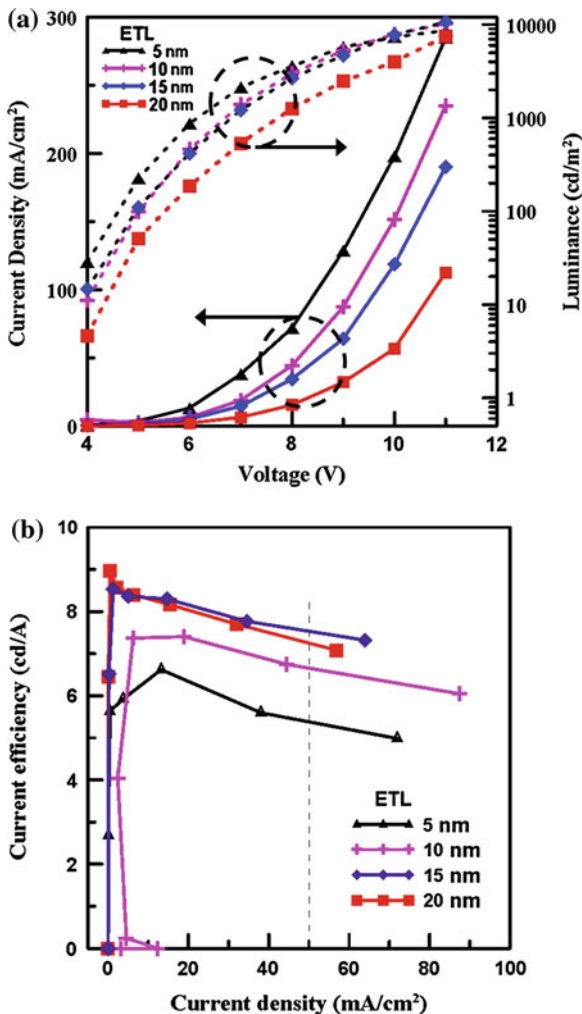 (a)
300
200
100
0
Current Density (mA/cm²)
ETL
5 nm
10 nm
15 nm
20 nm
10000
1000
100
10
1
Luminance (cd/m²)
4 6 8 10 12
Voltage (V)
(b)
10
8
6
4
2
0
Current efficiency (cd/A)
ETL
5 nm
10 nm
15 nm
20 nm
0 20 40 60 80 100
Current density (mA/cm²)